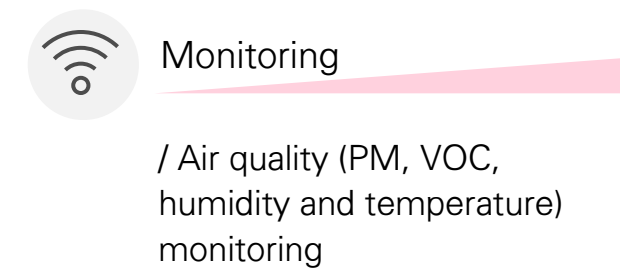 Monitoring
/ Air quality (PM, VOC,
humidity and temperature)
monitoring